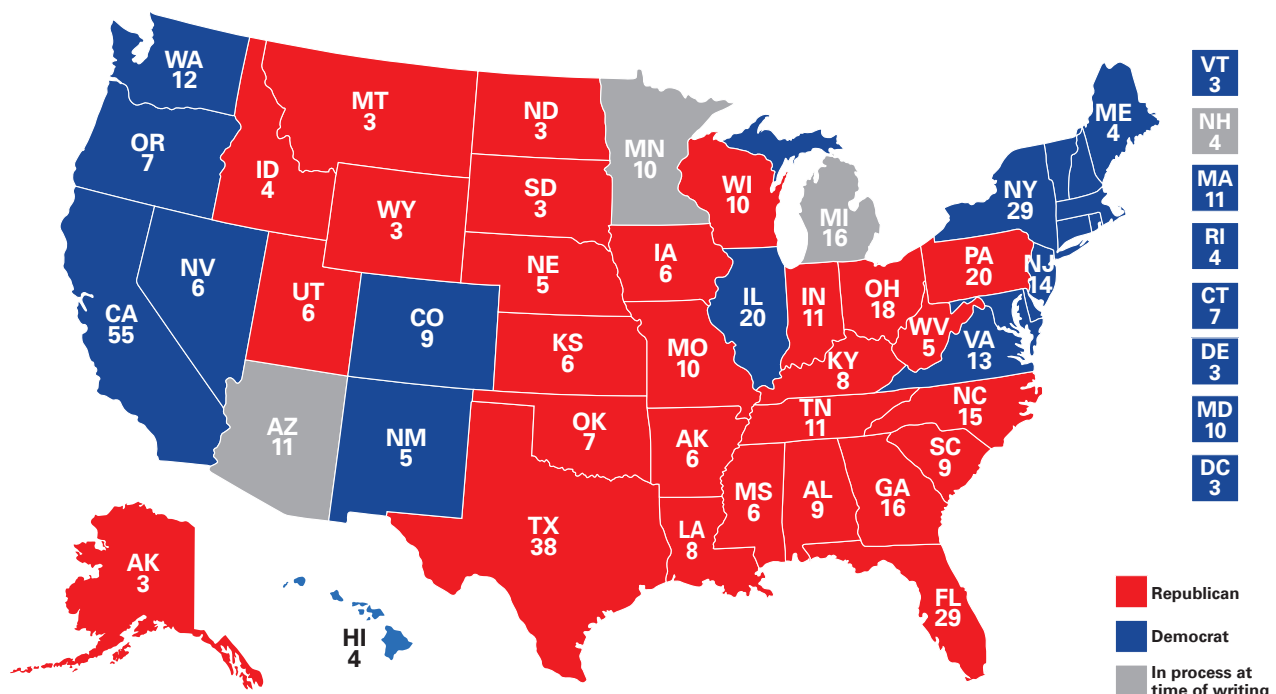 WA
12
OR
7
CA
55
NV
6
ID
4
MT
3
WY
3
UT
6
CO
9
AZ
11
NM
5
ND
3
SD
3
NE
5
KS
6
OK
7
TX
38
MN
10
IA
6
MO
10
AK
6
LA
8
WI
10
IL
20
MI
16
IN
11
OH
18
KY
8
TN
11
MS
6
AL
9
GA
16
FL
29
SC
9
NC
15
VA
13
WV
5
PA
20
NY
29
NJ
14
ME
4
VT
3
NH
4
MA
11
RI
4
CT
7
DE
3
MD
10
DC
3
AK
3
HI
4
Republican
Democrat
In process at
time of writing